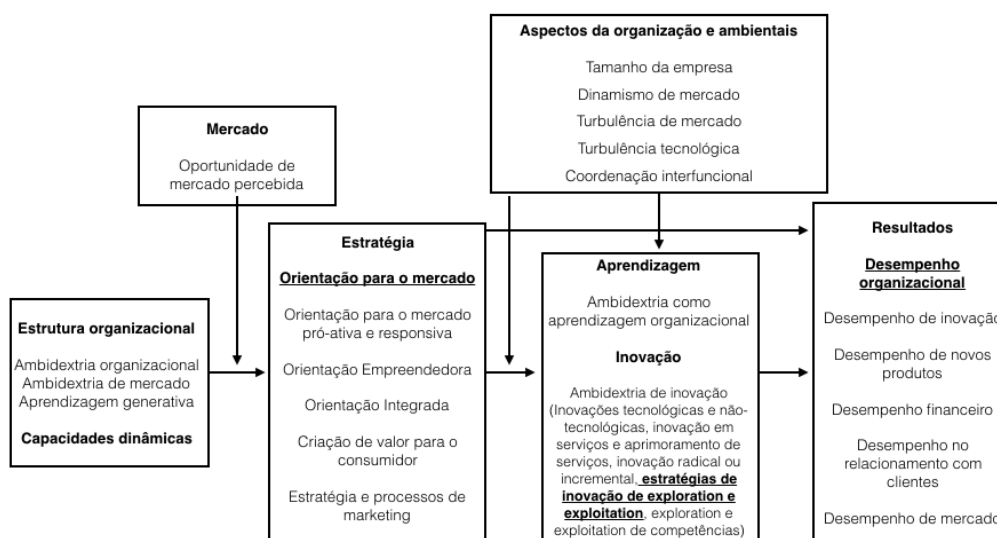 Aspectos da organização e ambientais
Tamanho da empresa
Dinamismo de mercado
Turbulência de mercado
Turbulência tecnológica
Coordenação interfuncional
Mercado
Oportunidade de
mercado percebida
Estrutura organizacional
Ambidextria organizacional
Ambidextria de mercado
Aprendizagem generativa
Capacidades dinâmicas
Estratégia
Orientação para o mercado
Orientação para o mercado
pró-ativa e responsiva
Orientação Empreendedora
Orientação Integrada
Criação de valor para o
consumidor
Estratégia e processos de
marketing
Aprendizagem
Ambidextria como
aprendizagem organizacional
Inovação
Ambidextria de inovação
(Inovações tecnológicas e não-
tecnológicas, inovação em
serviços e aprimoramento de
serviços, inovação radical ou
incremental, estratégias de
inovação de exploration e
exploitation, exploration e
exploitation de competências)
Resultados
Desempenho
organizacional
Desempenho de inovação
Desempenho de novos
produtos
Desempenho financeiro
Desempenho no
relacionamento com
clientes
Desempenho de mercado